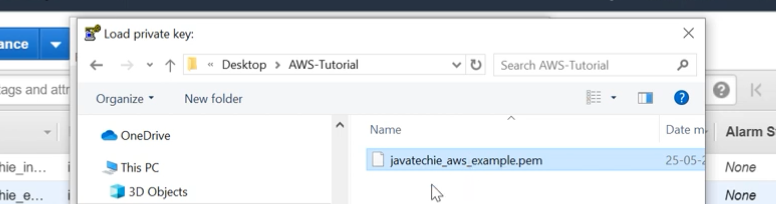 Load private key:
ance
« Desktop > AWS-Tutorial
Search AWS-Tutorial
tags and attr
Organize
New folder
Name
Date m
Alarm S
OneDrive
javatechie_aws_example.pem
25-05-2
This PC
hie_in...
None
3D Objects
hie_e...
None